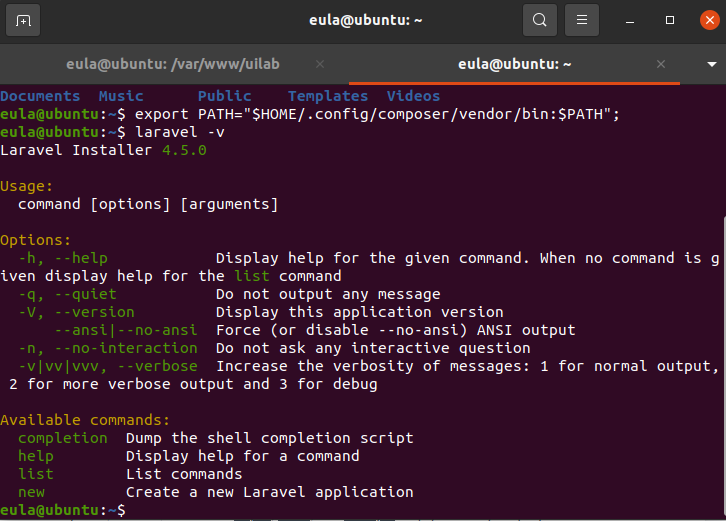 eula@ubuntu: ~
eula@ubuntu: /var/www/uilab
eula@ubuntu: ~
Documents  Music      Public    Templates  Videos
eula@ubuntu:~$ export PATH="$HOME/.config/composer/vendor/bin:$PATH";
eula@ubuntu:~$ laravel -v
Laravel Installer 4.5.0
Usage:
  command [options] [arguments]
Options:
  -h, --help            Display help for the given command. When no command is g
iven display help for the list command
  -q, --quiet           Do not output any message
  -V, --version         Display this application version
      --ansi|--no-ansi  Force (or disable --no-ansi) ANSI output
  -n, --no-interaction  Do not ask any interactive question
  -v|vv|vvv, --verbose  Increase the verbosity of messages: 1 for normal output,
 2 for more verbose output and 3 for debug
Available commands:
  completion  Dump the shell completion script
  help        Display help for a command
  list        List commands
  new         Create a new Laravel application
eula@ubuntu:~$